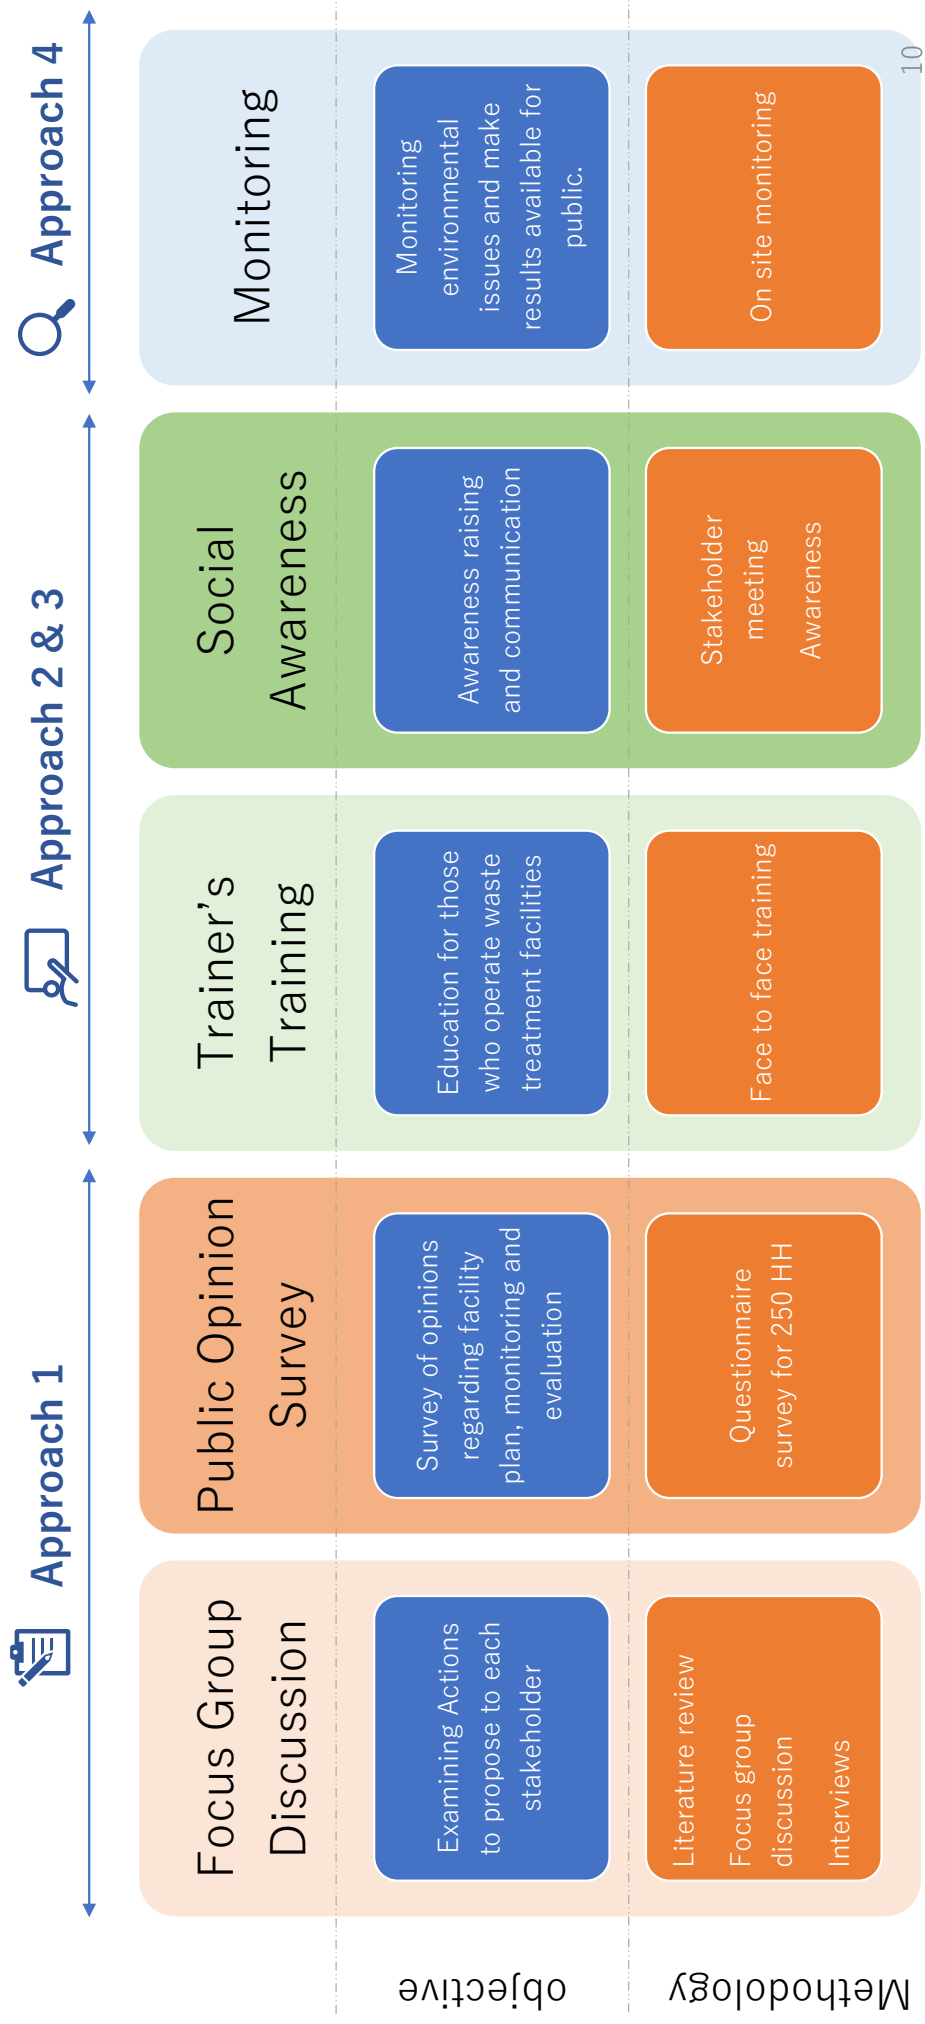 Approach 1
Approach 2 & 3
Approach 4
Focus Group
Discussion
Public Opinion
Survey
Trainer’s
Training
Social
Awareness
Monitoring
objective
Examining Actions
to propose to each
stakeholder
Survey of opinions
regarding facility
plan, monitoring and
evaluation
Education for those
who operate waste
treatment facilities
Awareness raising
and communication
Monitoring
environmental
issues and make
results available for
public.
Methodology
Literature review
Focus group
discussion
Interviews
Questionnaire
survey for 250 HH
Face to face training
Stakeholder
meeting
Awareness
On site monitoring
10